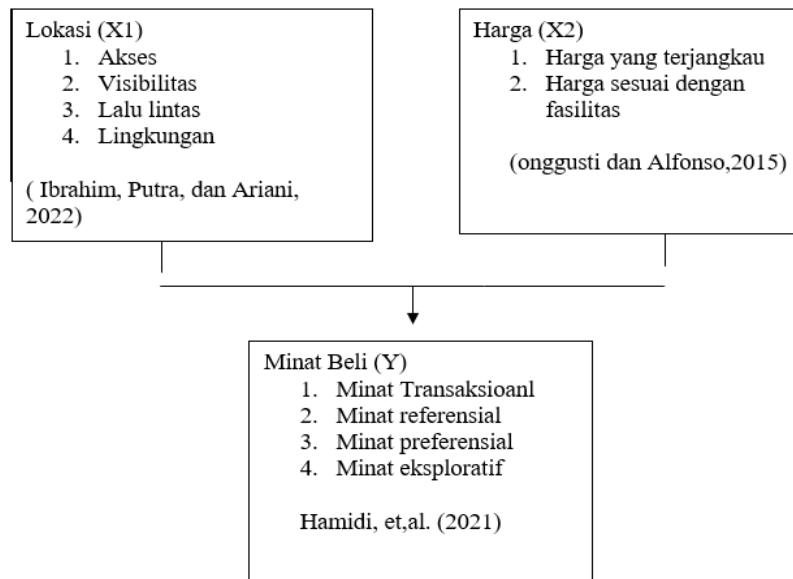 Lokasi (X1)
1. Akses
2. Visibilitas
3. Lalu lintas
4. Lingkungan
( Ibrahim, Putra, dan Ariani,
2022)
Harga (X2)
1. Harga yang terjangkau
2. Harga sesuai dengan
fasilitas
(onggusti dan Alfonso,2015)
Minat Beli (Y)
1. Minat Transaksioanl
2. Minat referensial
3. Minat preferensial
4. Minat eksploratif
Hamidi, et,al. (2021)